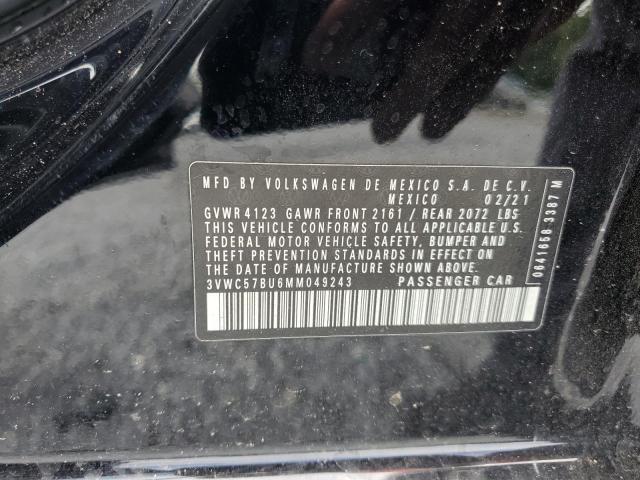 MFD BY VOLKSWAGEN DE MEXICO S.A. DE C.V.
MEXICO 02/21
GVWR 4123 GAWR FRONT 2161 / REAR 2072 LBS
THIS VEHICLE CONFORMS TO ALL APPLICABLE U.S.
FEDERAL MOTOR VEHICLE SAFETY, BUMPER AND
THEFT PREVENTION STANDARDS IN EFFECT ON THE
DATE OF MANUFACTURE SHOWN ABOVE.
3VWC57BU6MM049243 PASSENGER CAR
0641658-3387 M